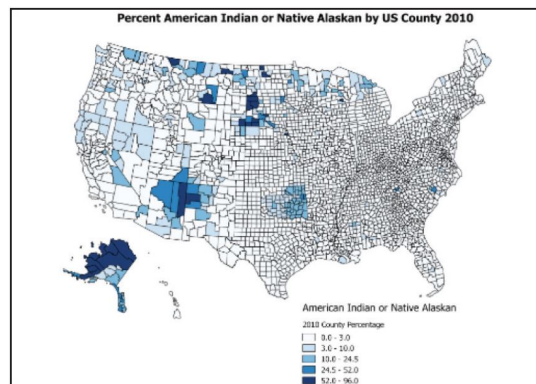 Percent American Indian or Native Alaskan by US County 2010
American Indian or Native Alaskan
2010 County Percentage
0.0 - 3.0
3.0 - 10.0
10.0 - 24.5
24.5 - 52.0
52.0 - 96.0